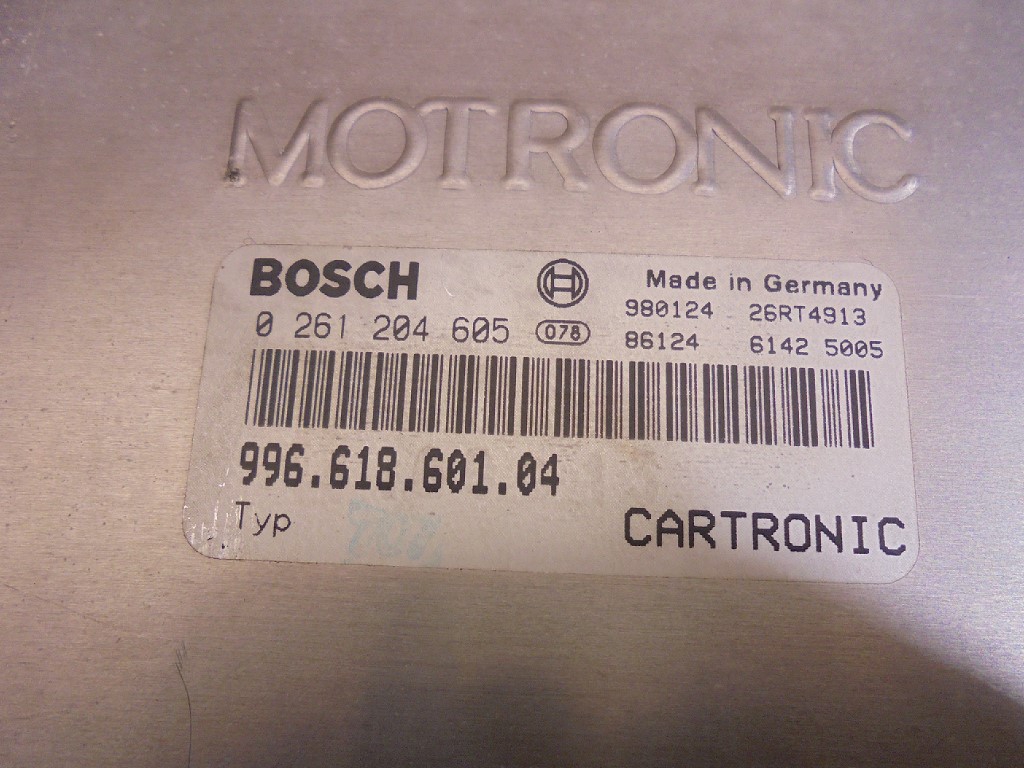 MOTRONIC
BOSCH
Made in Germany
980124 26RT4913
0 261 204 605 078
86124 6142 5005
996.618.601.04
Typ
CARTRONIC